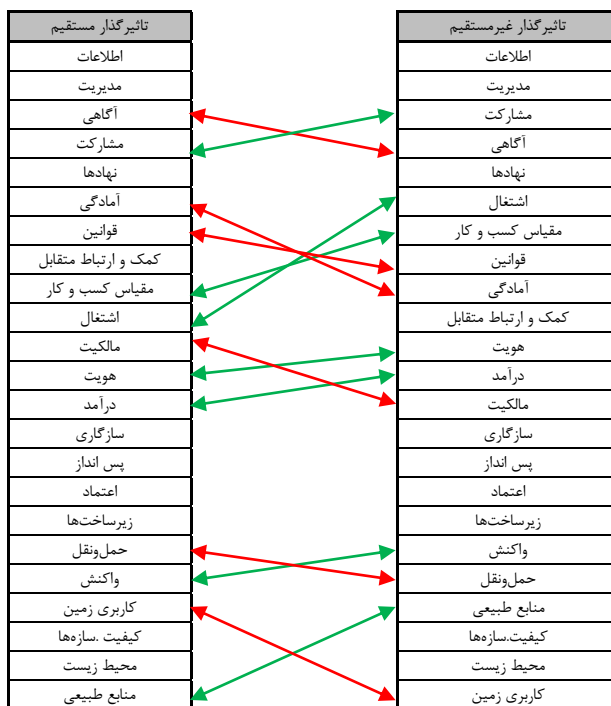 تاثیرگذار مستقیم
اطلاعات
مدیریت
آگاهی
مشارکت
نهادها
آمادگی
قوانین
کمک و ارتباط متقابل
مقیاس کسب و کار
اشتغال
مالکیت
هویت
درآمد
سازگاری
پس انداز
اعتماد
زیرساخت‌ها
حمل‌ونقل
واکنش
کاربری زمین
کیفیت .سازه‌ها
محیط زیست
منابع طبیعی
تاثیرگذار غیرمستقیم
اطلاعات
مدیریت
مشارکت
آگاهی
نهادها
اشتغال
مقیاس کسب و کار
قوانین
آمادگی
کمک و ارتباط متقابل
هویت
درآمد
مالکیت
سازگاری
پس انداز
اعتماد
زیرساخت‌ها
واکنش
حمل‌ونقل
منابع طبیعی
کیفیت.سازه‌ها
محیط زیست
کاربری زمین